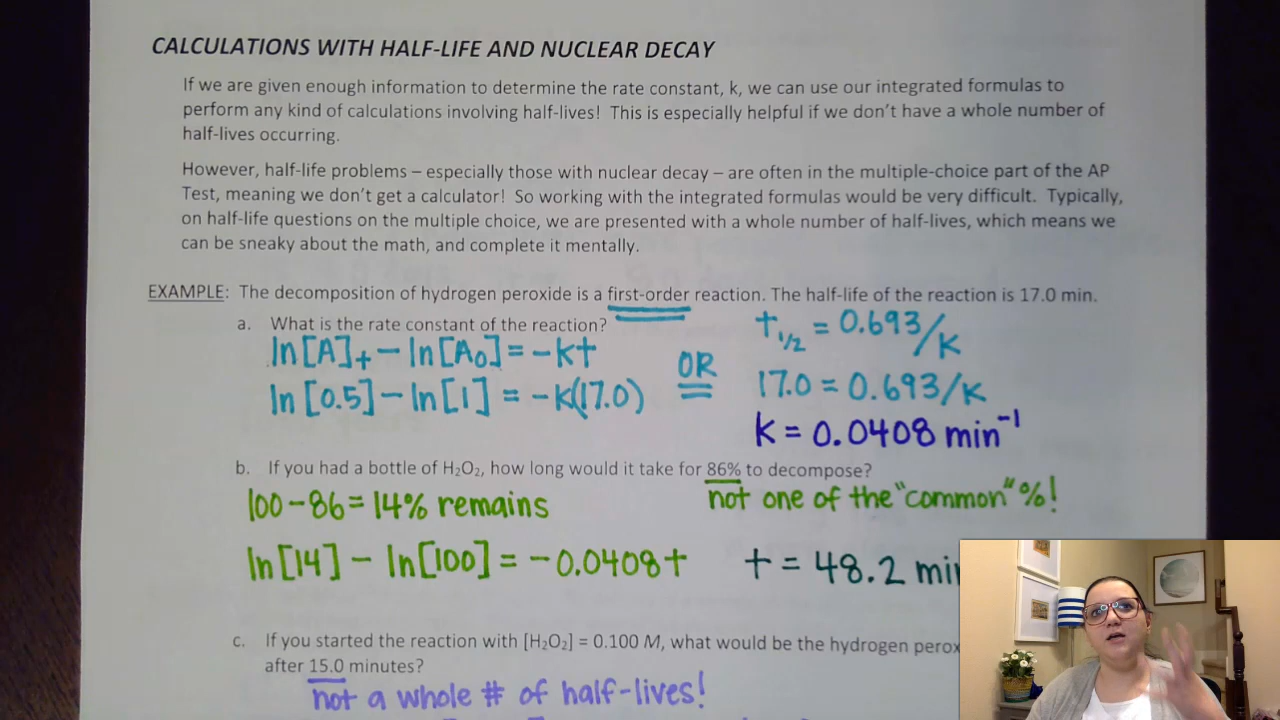 CALCULATIONS WITH HALF-LIFE AND NUCLEAR DECAY
If we are given enough information to determine the rate constant, k, we can use our integrated formulas to
perform any kind of calculations involving half-lives! This is especially helpful if we don't have a whole number of
half-lives occurring.
However, half-life problems – especially those with nuclear decay – are often in the multiple-choice part of the AP
Test, meaning we don't get a calculator! So working with the integrated formulas would be very difficult. Typically,
on half-life questions on the multiple choice, we are presented with a whole number of half-lives, which means we
can be sneaky about the math, and complete it mentally.
EXAMPLE: The decomposition of hydrogen peroxide is a first-order reaction. The half-life of the reaction is 17.0 min.
a. What is the rate constant of the reaction?
ln[A]t − ln[A₀] = −kt
ln [0.5] − ln[1] = −k(17.0)
OR
t₁/₂ = 0.693/k
17.0 = 0.693/k
k = 0.0408 min⁻¹
b. If you had a bottle of H₂O₂, how long would it take for 86% to decompose?
100 − 86 = 14% remains
not one of the "common" %!
ln[14] − ln[100] = −0.0408t
t = 48.2 min
c. If you started the reaction with [H₂O₂] = 0.100 M, what would be the hydrogen
after 15.0 minutes?
not a whole # of half-lives!